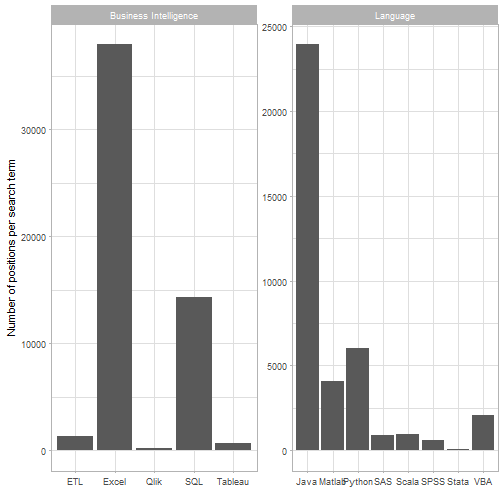 Business Intelligence
Language
Number of positions per search term
30000
20000
10000
0
ETL Excel Qlik SQL Tableau
25000
20000
15000
10000
5000
0
Java Matlab Python SAS Scala SPSS Stata VBA